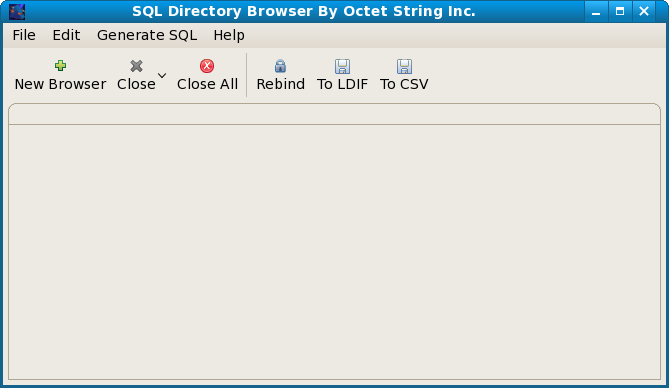 SQL Directory Browser By Octet String Inc.
File Edit Generate SQL Help
New Browser Close Close All Rebind To LDIF To CSV